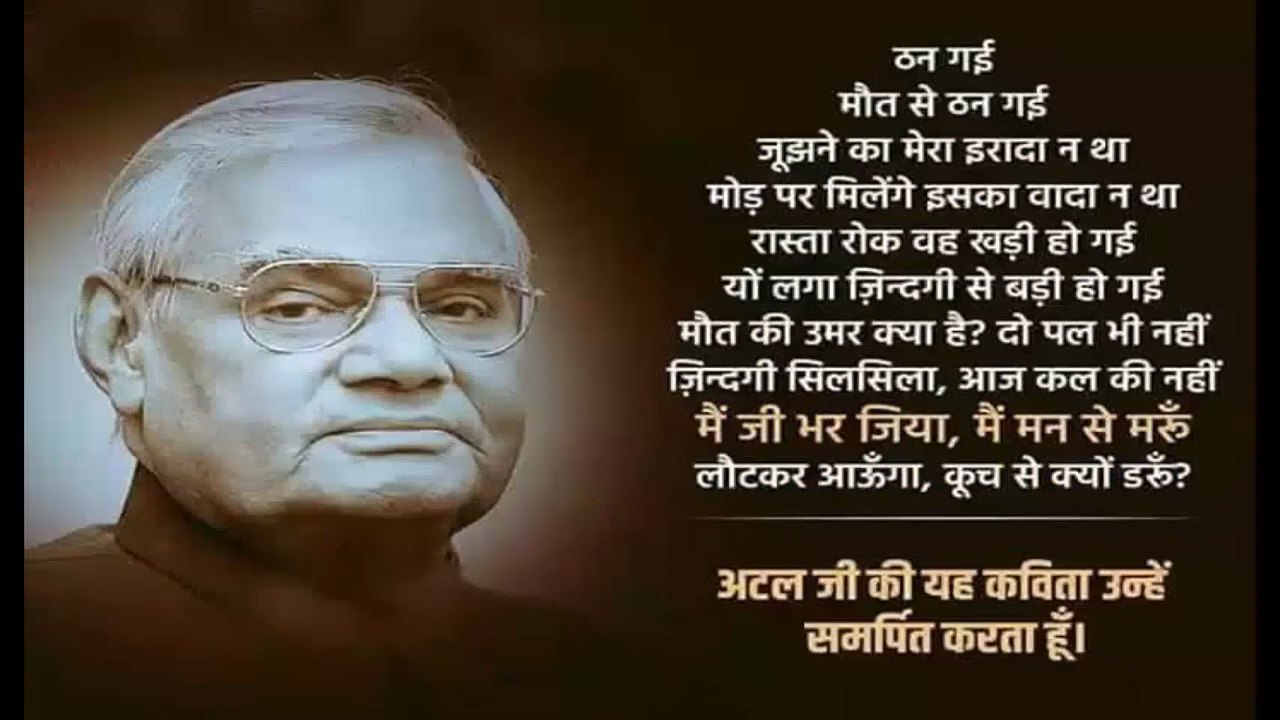 ठन गई
मौत से ठन गई
जूझने का मेरा इरादा न था
मोड़ पर मिलेंगे इसका वादा न था
रास्ता रोक वह खड़ी हो गई
यों लगा ज़िन्दगी से बड़ी हो गई
मौत की उमर क्या है? दो पल भी नहीं
ज़िन्दगी सिलसिला, आज कल की नहीं
मैं जी भर जिया, मैं मन से मरूँ
लौटकर आऊँगा, कूच से क्यों डरूँ?
अटल जी की यह कविता उन्हें
समर्पित करता हूँ।